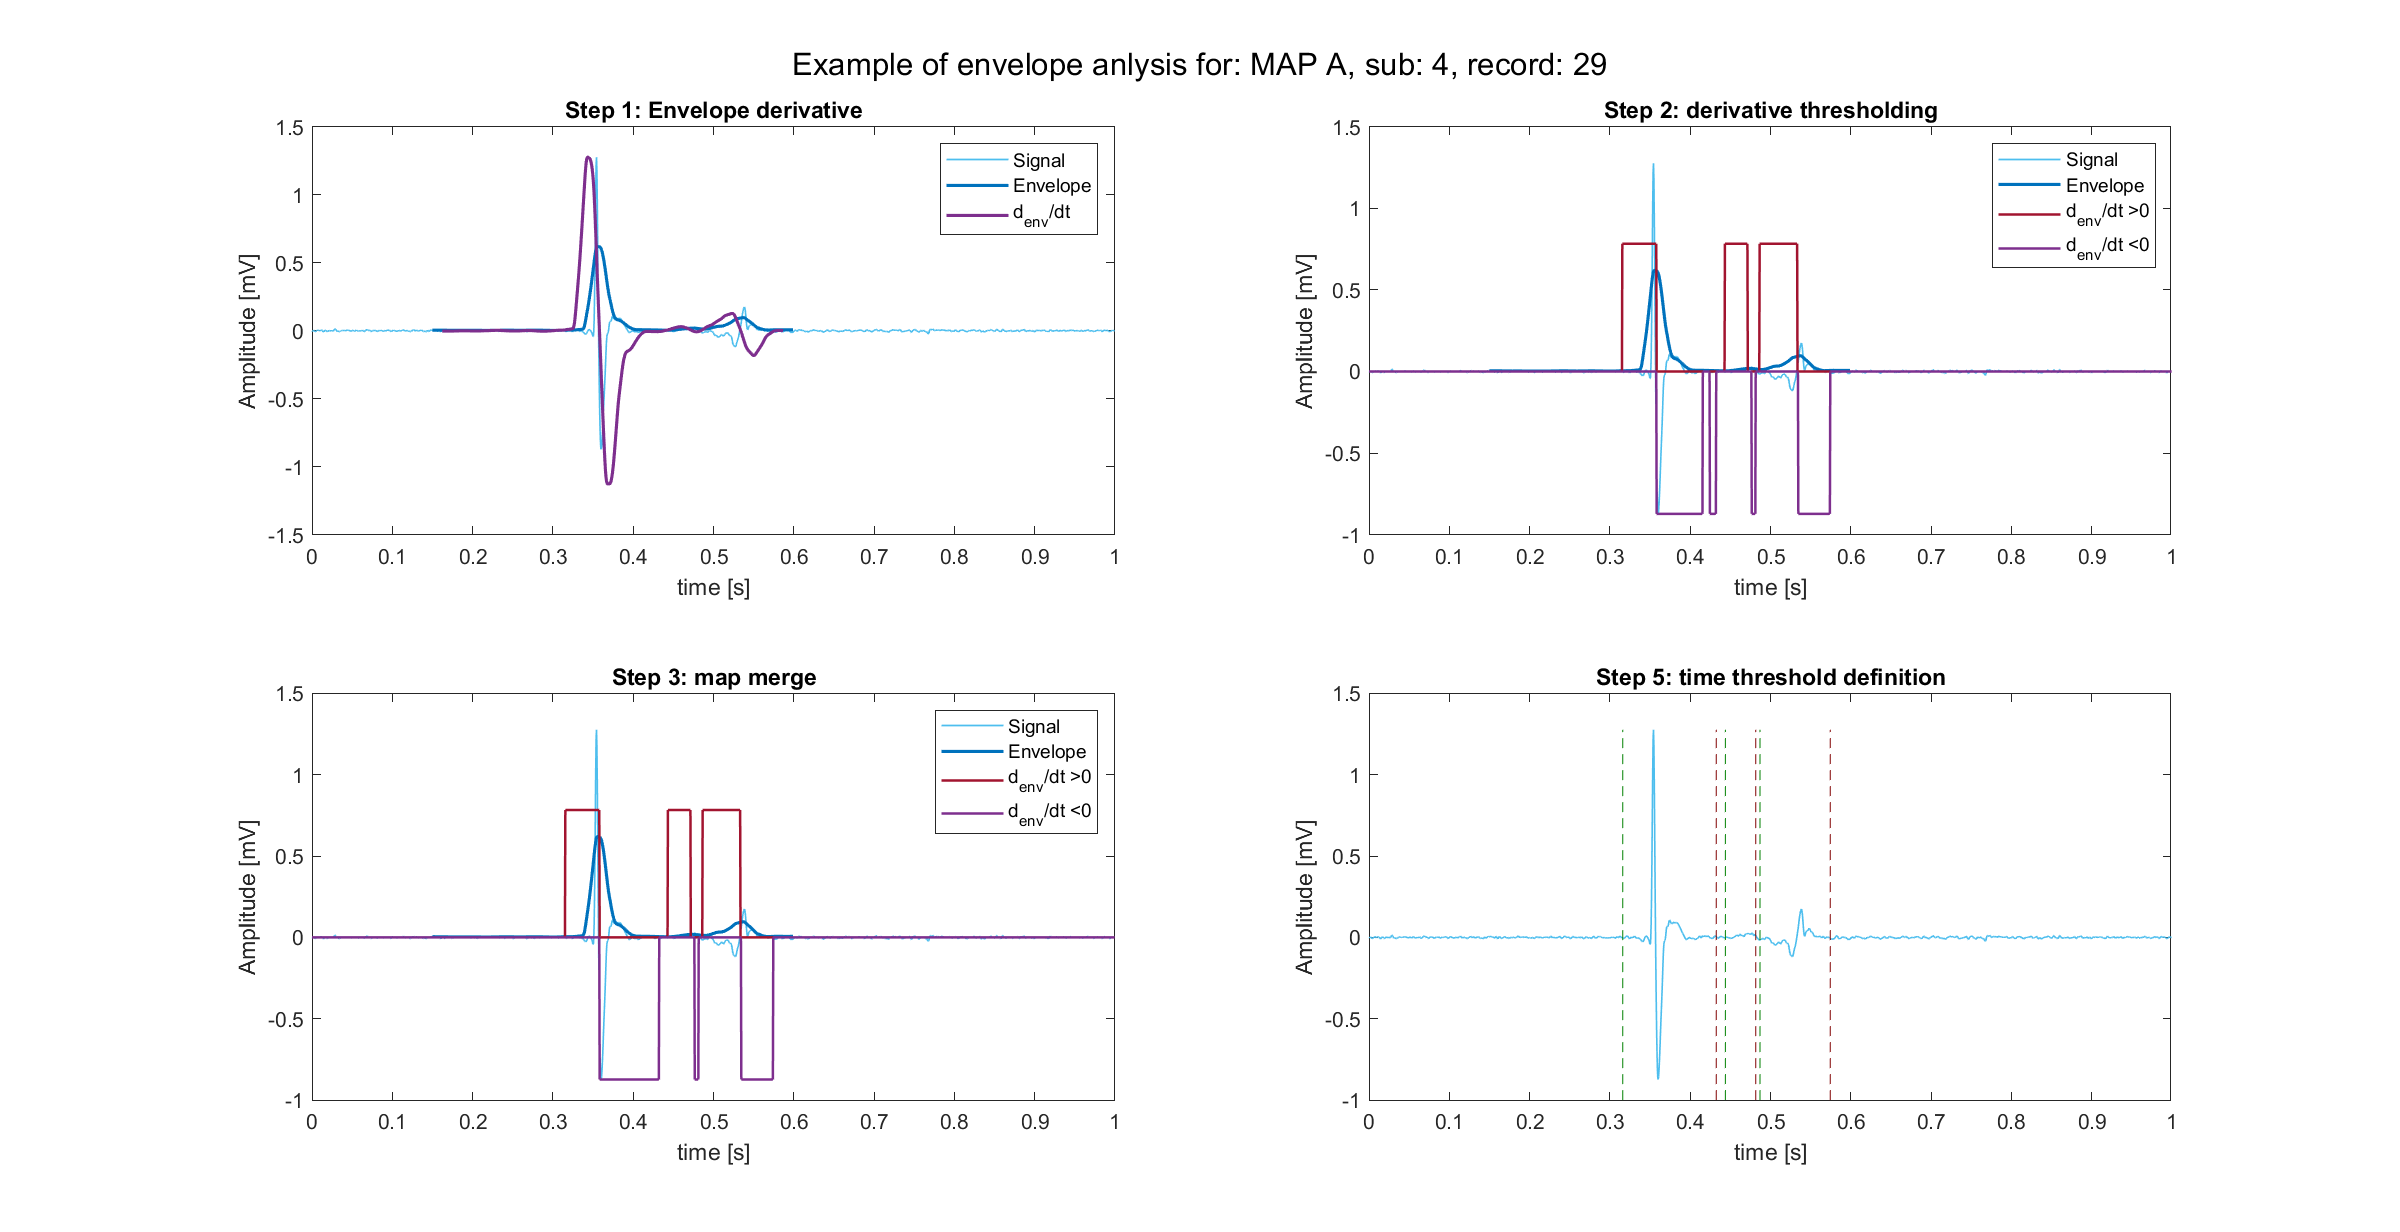 Example of envelope anlysis for: MAP A, sub: 4, record: 29
Step 1: Envelope derivative
1.5
1
0.5
0
-0.5
-1
-1.5
Amplitude [mV]
0 0.1 0.2 0.3 0.4 0.5 0.6 0.7 0.8 0.9 1
time [s]
Signal
Envelope
d_env/dt
Step 2: derivative thresholding
1.5
1
0.5
0
-0.5
-1
Amplitude [mV]
0 0.1 0.2 0.3 0.4 0.5 0.6 0.7 0.8 0.9 1
time [s]
Signal
Envelope
d_env/dt >0
d_env/dt <0
Step 3: map merge
1.5
1
0.5
0
-0.5
-1
Amplitude [mV]
0 0.1 0.2 0.3 0.4 0.5 0.6 0.7 0.8 0.9 1
time [s]
Signal
Envelope
d_env/dt >0
d_env/dt <0
Step 5: time threshold definition
1.5
1
0.5
0
-0.5
-1
Amplitude [mV]
0 0.1 0.2 0.3 0.4 0.5 0.6 0.7 0.8 0.9 1
time [s]